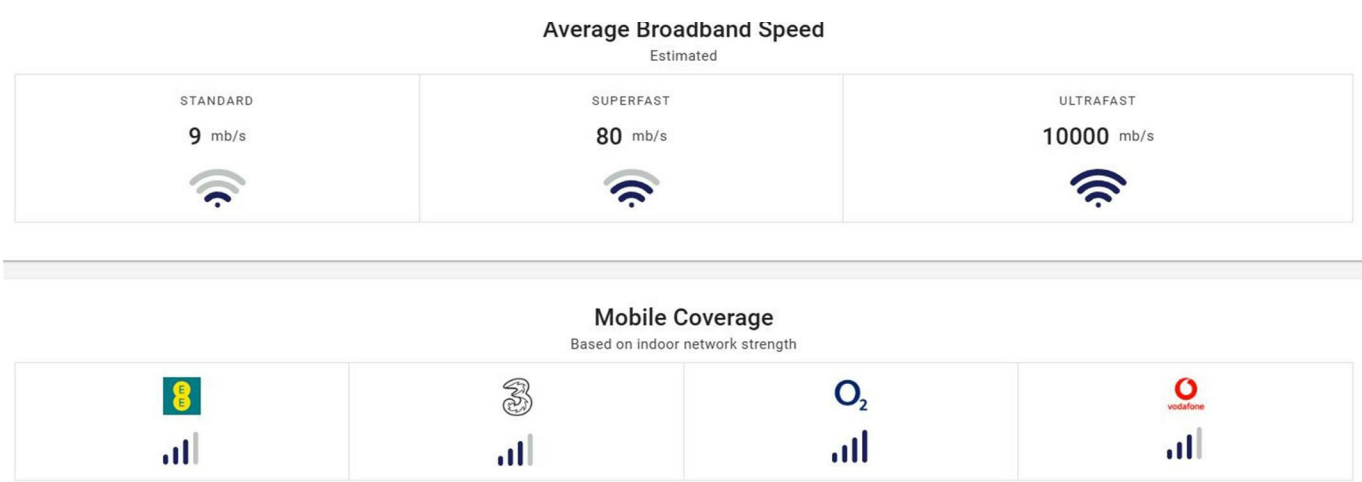 Average Broadband Speed
Estimated
STANDARD
9 mb/s
SUPERFAST
80 mb/s
ULTRAFAST
10000 mb/s
Mobile Coverage
Based on indoor network strength
E
E
3
O2
vodafone